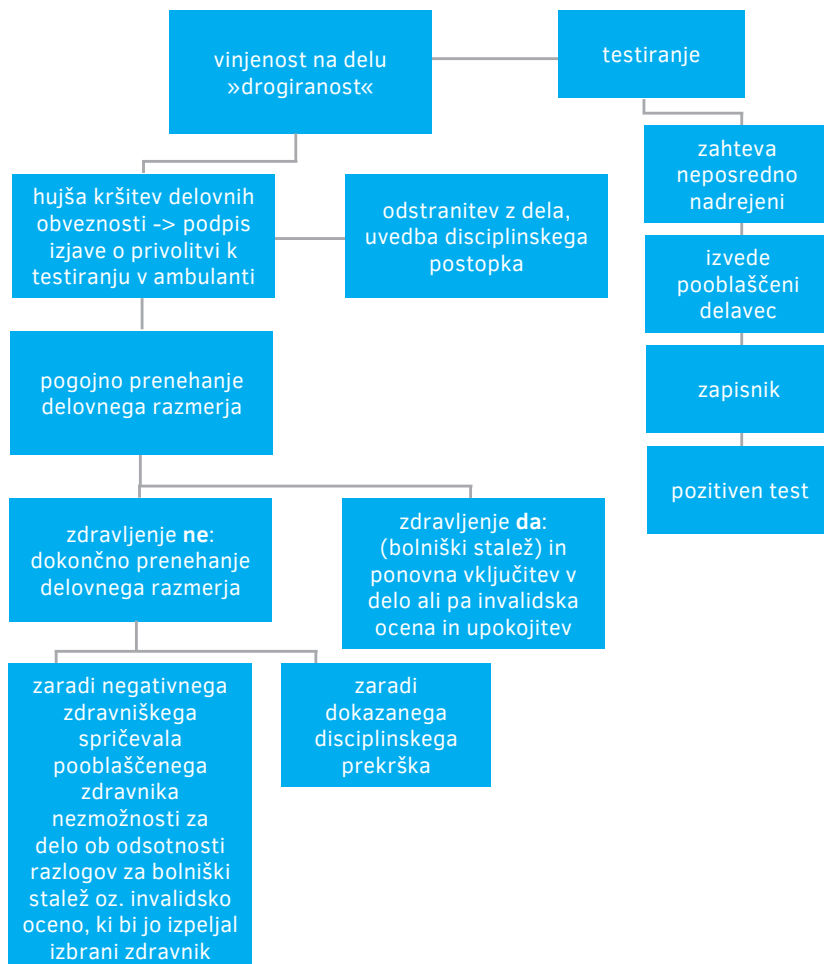 vinjenost na delu
»drogiranost«
testiranje
zahteva
neposredno
nadrejeni
hujša kršitev delovnih
obveznosti -> podpis
izjave o privolitvi k
testiranju v ambulanti
odstranitev z dela,
uvedba disciplinskega
postopka
izvede
pooblaščeni
delavec
pogojno prenehanje
delovnega razmerja
zapisnik
pozitiven test
zdravljenje ne:
dokončno prenehanje
delovnega razmerja
zdravljenje da:
(bolniški stalež) in
ponovna vključitev v
delo ali pa invalidska
ocena in upokojitev
zaradi negativnega
zdravniškega
spričevala
pooblaščenega
zdravnika
nezmožnosti za
delo ob odsotnosti
razlogov za bolniški
stalež oz. invalidsko
oceno, ki bi jo izpeljal
izbrani zdravnik
zaradi
dokazanega
disciplinskega
prekrška